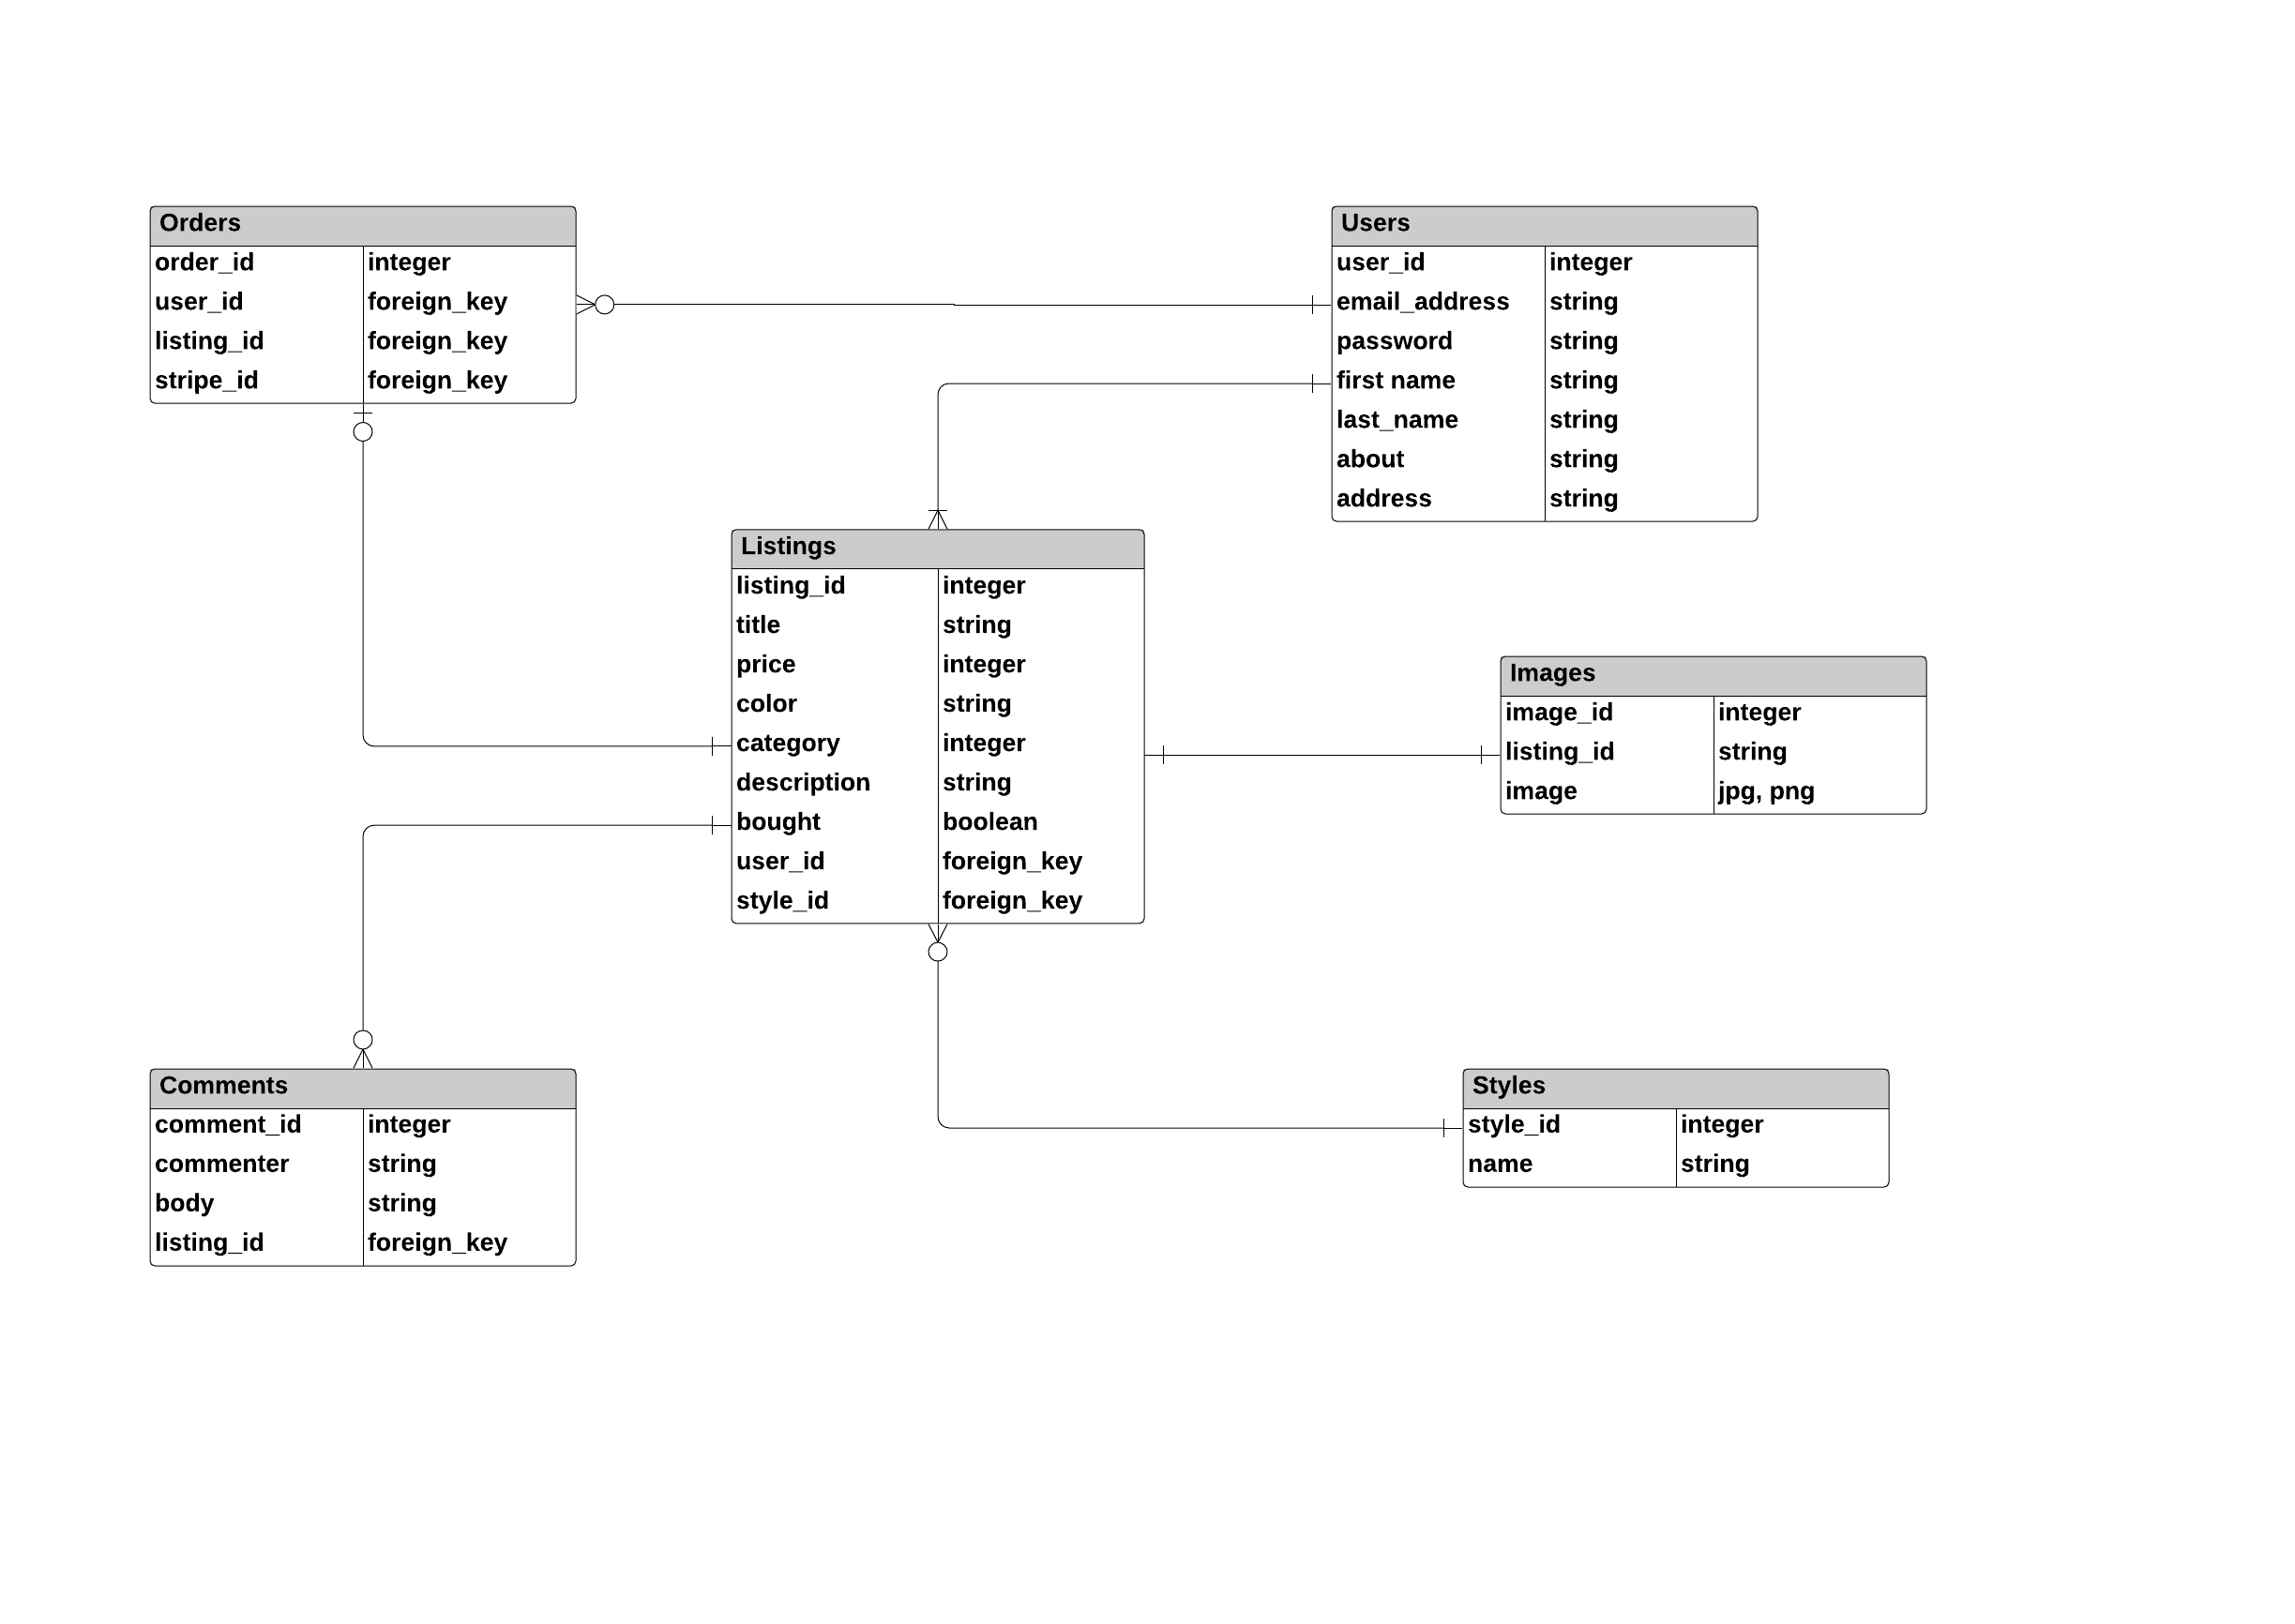 Orders
order_id integer
user_id foreign_key
listing_id foreign_key
stripe_id foreign_key
Users
user_id integer
email_address string
password string
first name string
last_name string
about string
address string
Listings
listing_id integer
title string
price integer
color string
category integer
description string
bought boolean
user_id foreign_key
style_id foreign_key
Images
image_id integer
listing_id string
image jpg, png
Comments
comment_id integer
commenter string
body string
listing_id foreign_key
Styles
style_id integer
name string